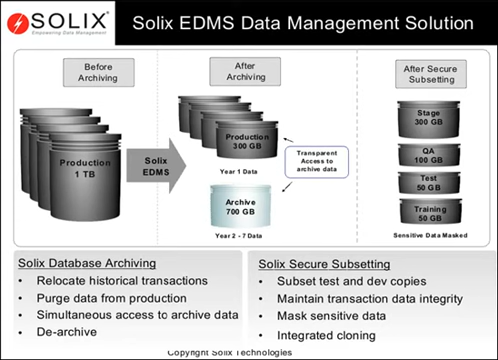 SOLIX®
Empowering Data Management
Solix EDMS Data Management Solution
Before
Archiving
After
Archiving
After Secure
Subsetting
Production
1 TB
Solix
EDMS
Production
300 GB
Year 1 Data
Transparent
Access to
archive data
Archive
700 GB
Year 2 - 7 Data
Stage
300 GB
QA
100 GB
Test
50 GB
Training
50 GB
Sensitive Data Masked
Solix Database Archiving
• Relocate historical transactions
• Purge data from production
• Simultaneous access to archive data
• De-archive
Solix Secure Subsetting
• Subset test and dev copies
• Maintain transaction data integrity
• Mask sensitive data
• Integrated cloning
Copyright Solix Technologies